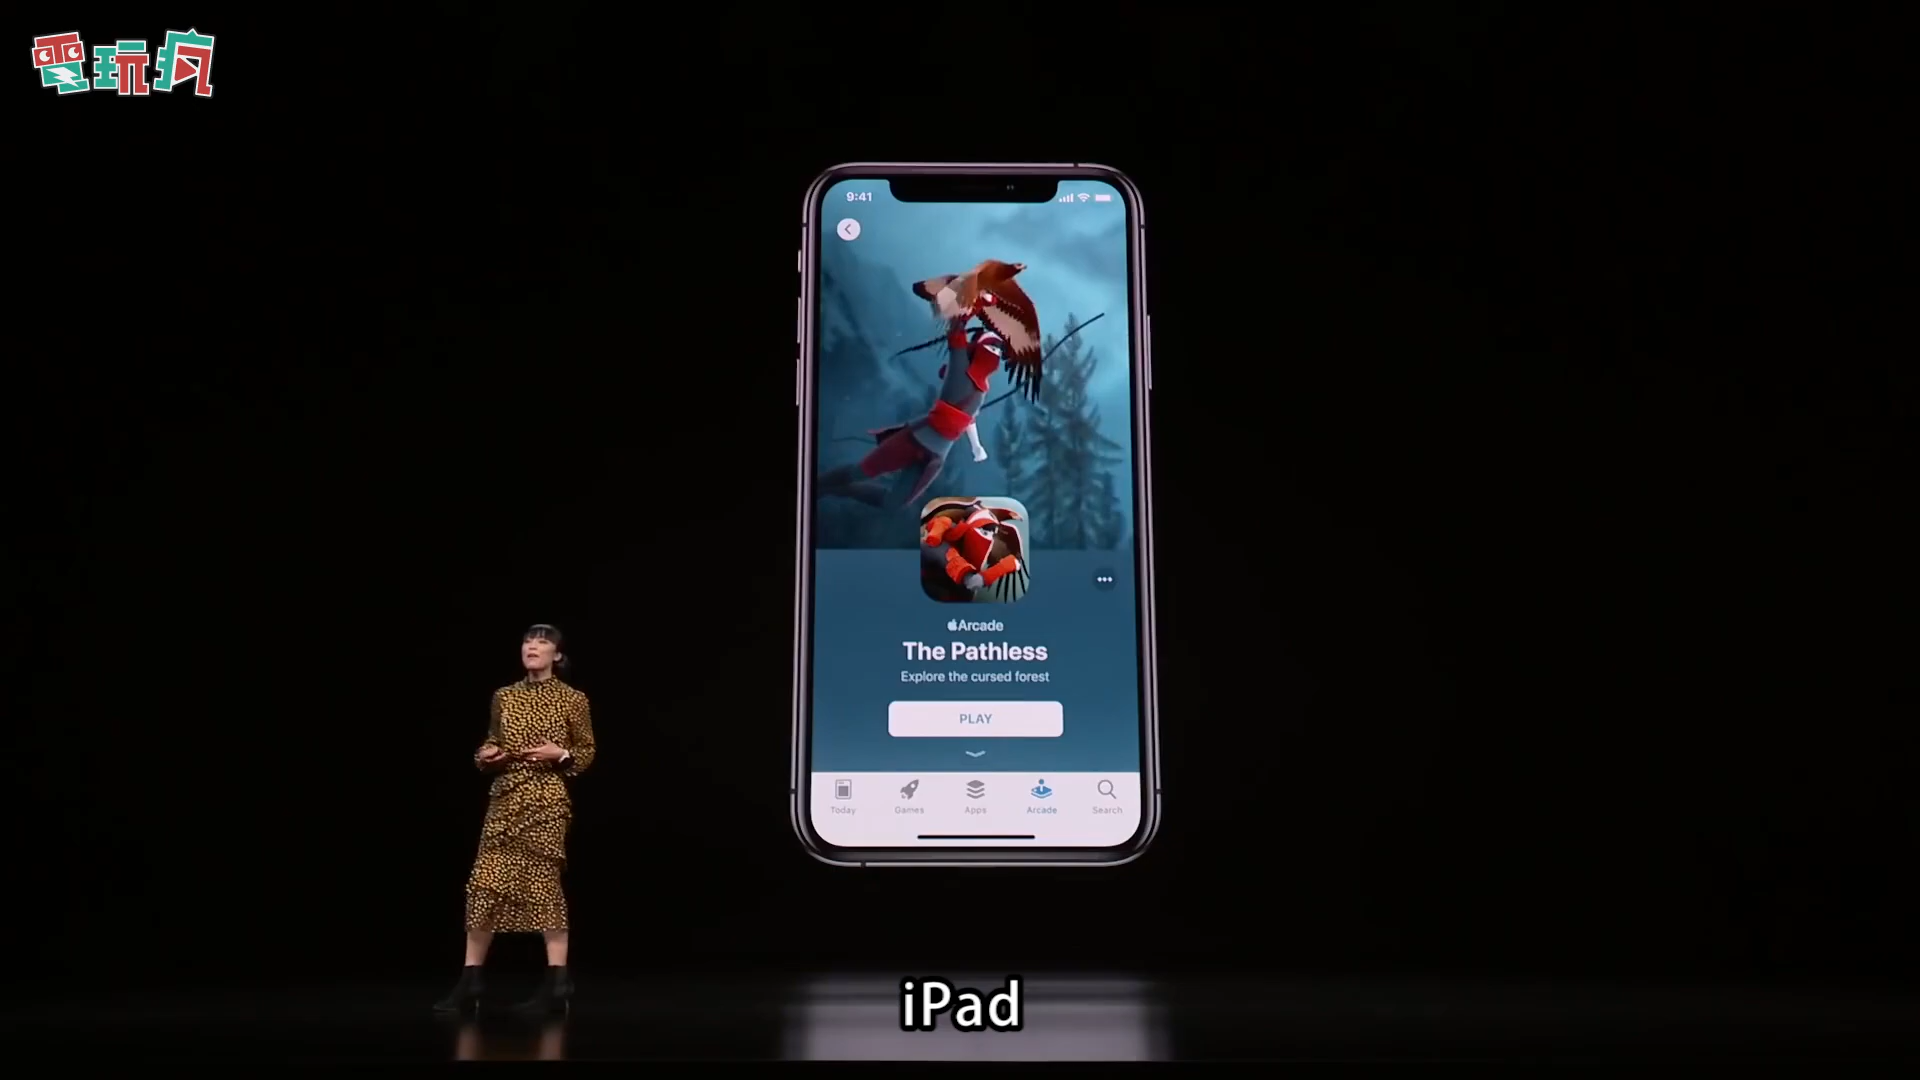 電玩瘋
9:41
Arcade
The Pathless
Explore the cursed forest
PLAY
Today
Games
Apps
Arcade
Search
iPad